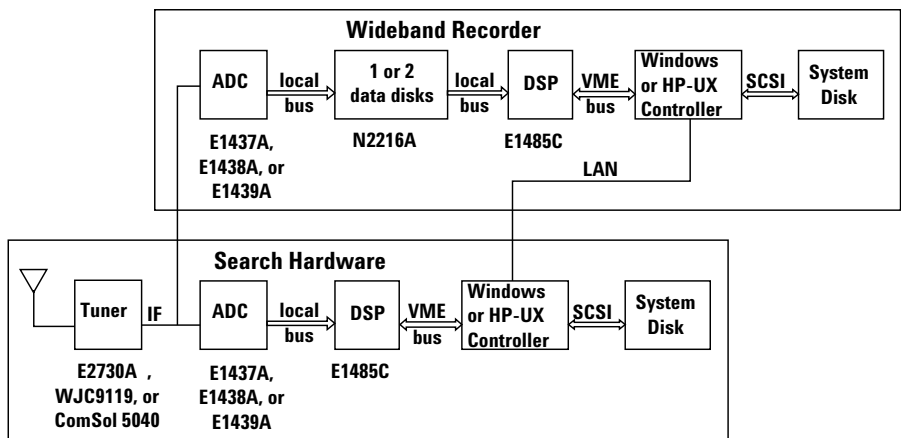 Wideband Recorder
ADC
local
bus
1 or 2
data disks
local
bus
DSP
VME
bus
Windows
or HP-UX
Controller
SCSI
System
Disk
E1437A,
E1438A, or
E1439A
N2216A
E1485C
LAN
Search Hardware
Tuner
IF
ADC
local
bus
DSP
VME
bus
Windows
or HP-UX
Controller
SCSI
System
Disk
E2730A ,
WJC9119, or
ComSol 5040
E1437A,
E1438A, or
E1439A
E1485C